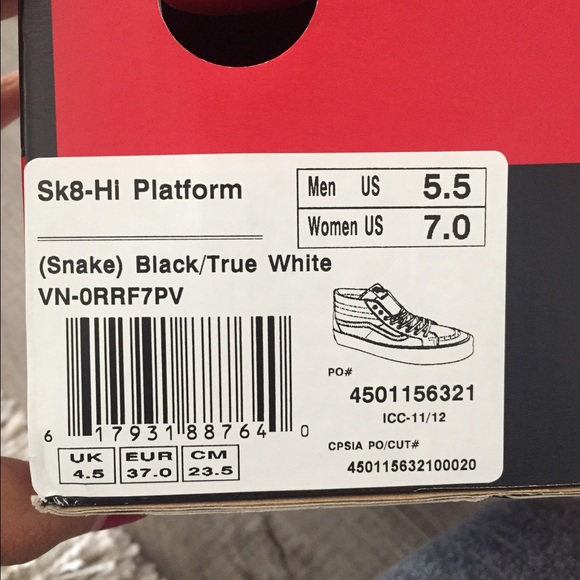 Sk8-Hi Platform
Men US 5.5
Women US 7.0
(Snake) Black/True White
VN-0RRF7PV
PO#
4501156321
ICC-11/12
6 17931 88764 0
CPSIA PO/CUT#
450115632100020
UK EUR CM
4.5 37.0 23.5